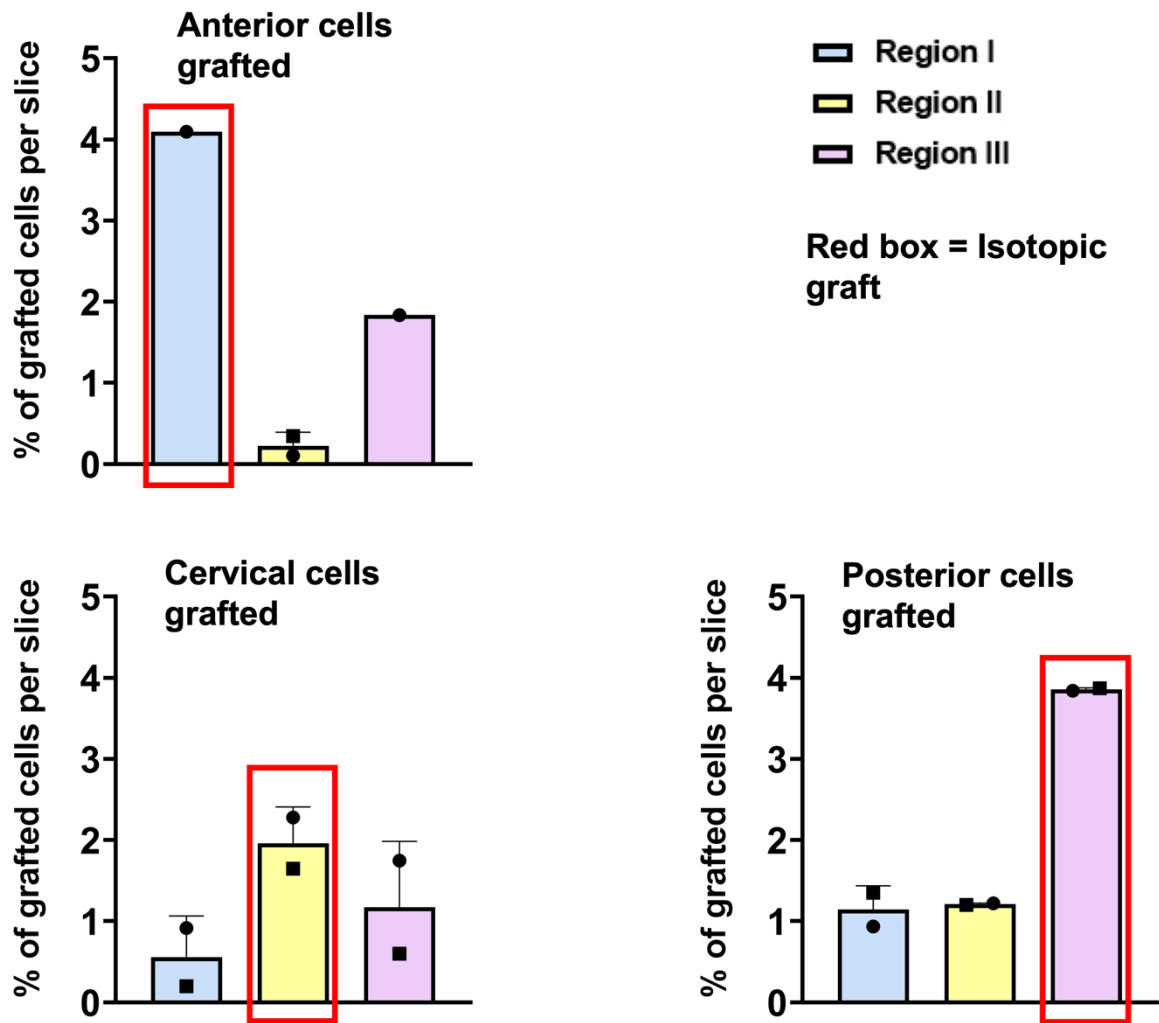 Anterior cells
grafted
% of grafted cells per slice
5
4
3
2
1
0
Region I
Region II
Region III
Red box = Isotopic
graft
Cervical cells
grafted
% of grafted cells per slice
5
4
3
2
1
0
Posterior cells
grafted
% of grafted cells per slice
5
4
3
2
1
0